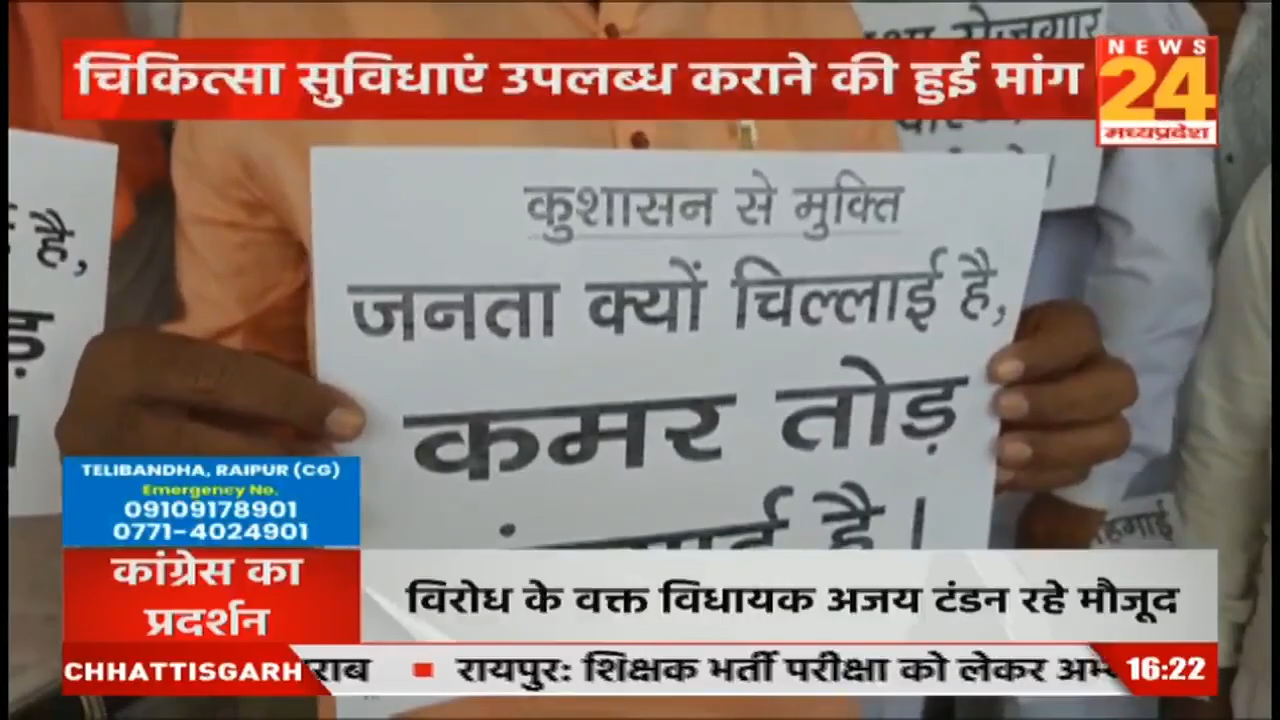 चिकित्सा सुविधाएं उपलब्ध कराने की हुई मांग
NEWS
24
मध्यप्रदेश
कुशासन से मुक्ति
जनता क्यों चिल्लाई है,
कमर तोड़
है।
है,
TELIBANDHA, RAIPUR (CG)
Emergency No.
09109178901
0771-4024901
कांग्रेस का
प्रदर्शन
विरोध के वक्त विधायक अजय टंडन रहे मौजूद
CHHATTISGARH
राब ■ रायपुर: शिक्षक भर्ती परीक्षा को लेकर
16:22